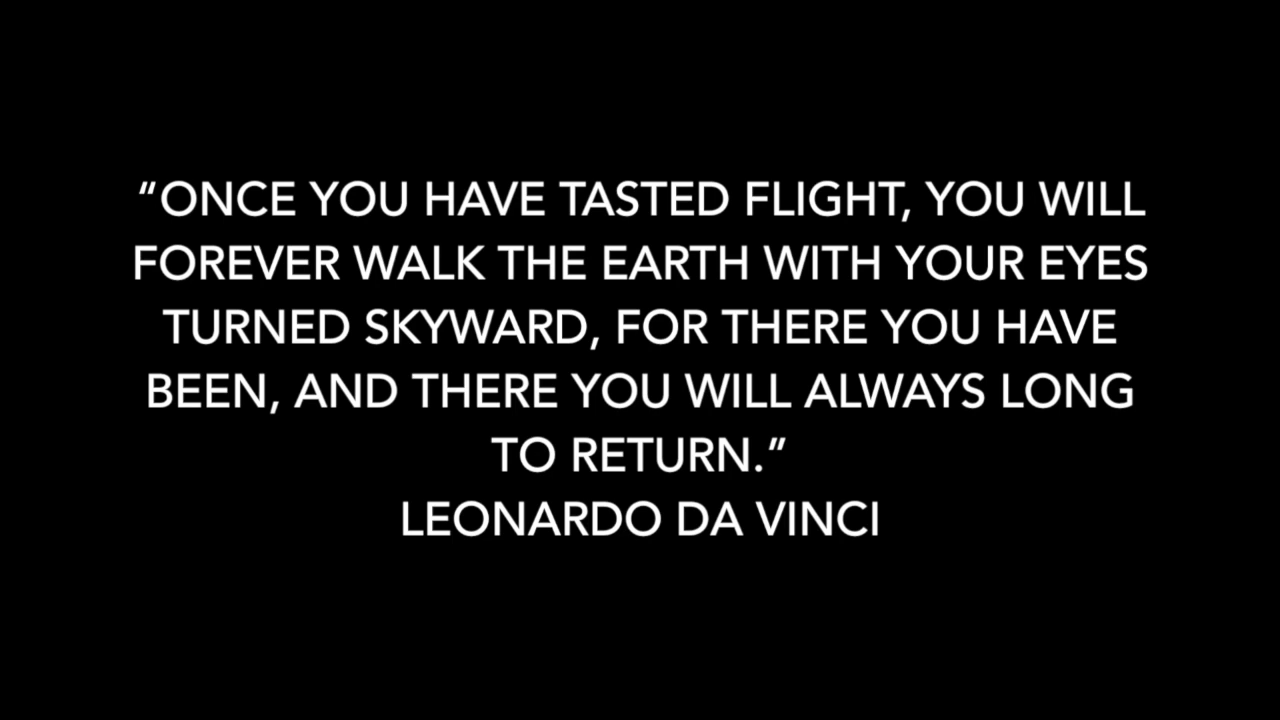 “ONCE YOU HAVE TASTED FLIGHT, YOU WILL
FOREVER WALK THE EARTH WITH YOUR EYES
TURNED SKYWARD, FOR THERE YOU HAVE
BEEN, AND THERE YOU WILL ALWAYS LONG
TO RETURN.”
LEONARDO DA VINCI